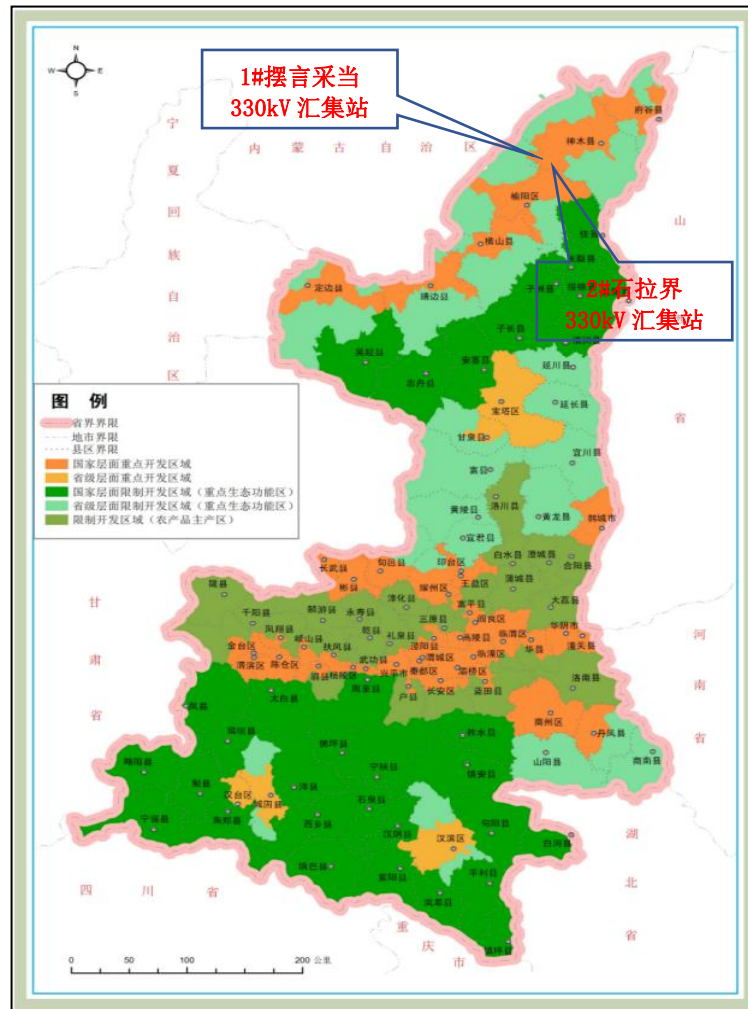 N
W
E
S
1#摆言采当
330kV 汇集站
2#石拉界
330kV 汇集站
宁夏回族自治区
内蒙古自治区
山
省
府谷县
神木县
榆阳区
横山县
佳县
定边县
靖边县
子长县
吴起县
志丹县
安塞县
延川县
宝塔区
延长县
甘泉县
宜川县
富县
洛川县
黄陵县
黄龙县
韩城市
宜君县
图 例
省界界限
地市界限
县区界限
国家层面重点开发区域
省级层面重点开发区域
国家层面限制开发区域（重点生态功能区）
省级层面限制开发区域（重点生态功能区）
限制开发区域（农产品主产区）
长武县
旬邑县
印台区
白水县
澄城县
合阳县
彬县
耀州区
王益区
蒲城县
陇县
淳化县
大荔县
千阳县
麟游县
永寿县
三原县
富平县
阎良区
凤翔县
乾县
礼泉县
高陵县
临渭区
华阴市
金台区
岐山县
扶风县
泾阳县
华县
潼关县
渭滨区
陈仓区
武功县
兴平市
秦都区
渭城区
临潼区
眉县
杨陵区
灞桥区
周至县
户县
长安区
蓝田县
洛南县
太白县
凤县
商州区
丹凤县
山阳县
商南县
柞水县
镇安县
留坝县
佛坪县
宁陕县
略阳县
勉县
汉台区
城固县
洋县
石泉县
宁强县
南郑县
西乡县
汉阴县
汉滨区
旬阳县
白河县
镇巴县
紫阳县
平利县
岚皋县
镇坪县
甘肃省
河南省
湖北省
四川省
重庆市
0 50 100 200 公里